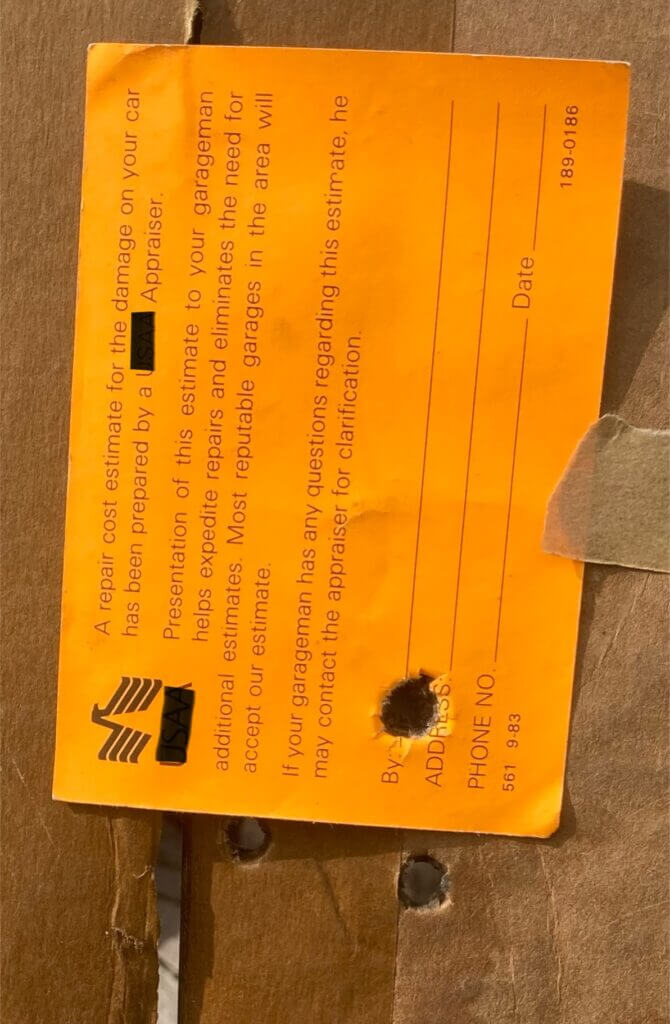 USAA
A repair cost estimate for the damage on your car
has been prepared by a USAA Appraiser.
Presentation of this estimate to your garageman
helps expedite repairs and eliminates the need for
additional estimates. Most reputable garages in the area will
accept our estimate.
If your garageman has any questions regarding this estimate, he
may contact the appraiser for clarification.
By:
ADDRESS:
PHONE NO. Date
561 9-83
189-0186